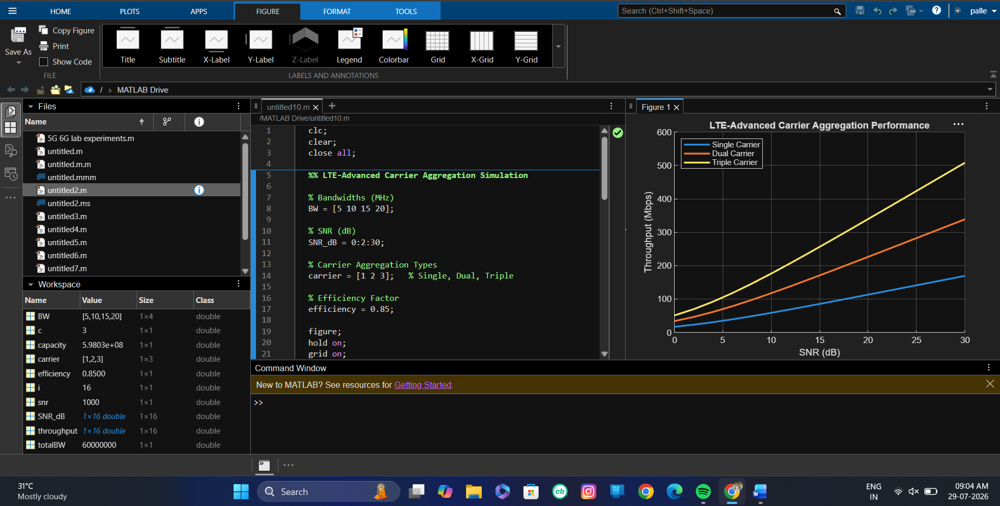 HOME PLOTS APPS FIGURE FORMAT TOOLS Search (Ctrl+Shift+Space) ? palle
Save As
Copy Figure
Print
Show Code
FILE
Title Subtitle X-Label Y-Label Z-Label Legend Colorbar Grid X-Grid Y-Grid
LABELS AND ANNOTATIONS
/ › MATLAB Drive
Files
Name
5G 6G lab experiments.m
untitled.m
untitled.m.m
untitled.mmm
untitled2.m
untitled2.ms
untitled3.m
untitled4.m
untitled5.m
untitled6.m
untitled7.m
Workspace
Name Value Size Class
BW [5,10,15,20] 1×4 double
c 3 1×1 double
capacity 5.9803e+08 1×1 double
carrier [1,2,3] 1×3 double
efficiency 0.8500 1×1 double
i 16 1×1 double
snr 1000 1×1 double
SNR_dB 1×16 double 1×16 double
throughput 1×16 double 1×16 double
totalBW 60000000 1×1 double
untitled10.m
/MATLAB Drive/untitled10.m
1 clc;
2 clear;
3 close all;
4
5 %% LTE-Advanced Carrier Aggregation Simulation
6
7 % Bandwidths (MHz)
8 BW = [5 10 15 20];
9
10 % SNR (dB)
11 SNR_dB = 0:2:30;
12
13 % Carrier Aggregation Types
14 carrier = [1 2 3]; % Single, Dual, Triple
15
16 % Efficiency Factor
17 efficiency = 0.85;
18
19 figure;
20 hold on;
21 grid on;
Figure 1
LTE-Advanced Carrier Aggregation Performance
Single Carrier
Dual Carrier
Triple Carrier
Throughput (Mbps)
600
500
400
300
200
100
0
0 5 10 15 20 25 30
SNR (dB)
Command Window
New to MATLAB? See resources for Getting Started.
>>
31°C
Mostly cloudy
Search
cb
W
ENG
IN
09:04 AM
29-07-2026